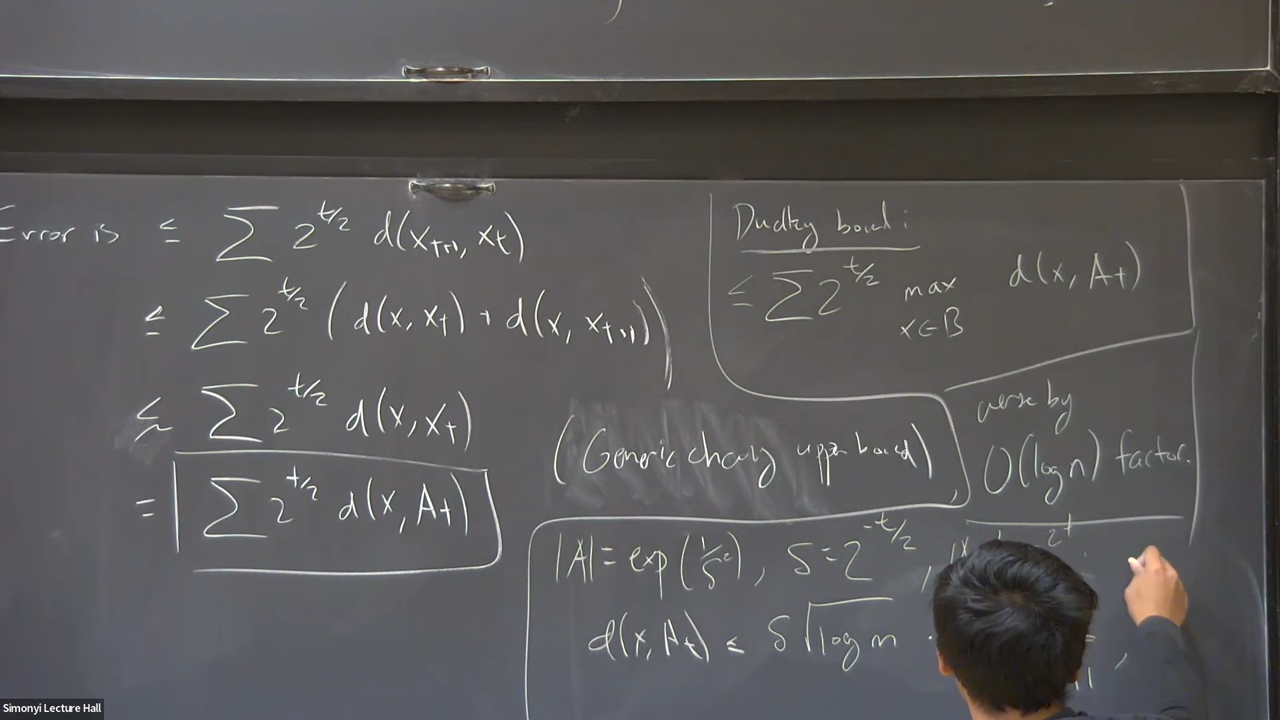 Error is ≤ ∑ 2^{t/2} d(x_{t+1}, x_t)
≤ ∑ 2^{t/2} (d(x, x_t) + d(x, x_{t+1}))
≲ ∑ 2^{t/2} d(x, x_t)
= ∑ 2^{t/2} d(x, A_t)
(Generic chaining upper bound)
Dudley bound:
≤ ∑ 2^{t/2} max_{x∈B} d(x, A_t)
worse by
O(log n) factor.
|A| = exp(1/δ²), δ = 2^{-t/2},
d(x, A_t) ≤ δ√log n
Simonyi Lecture Hall